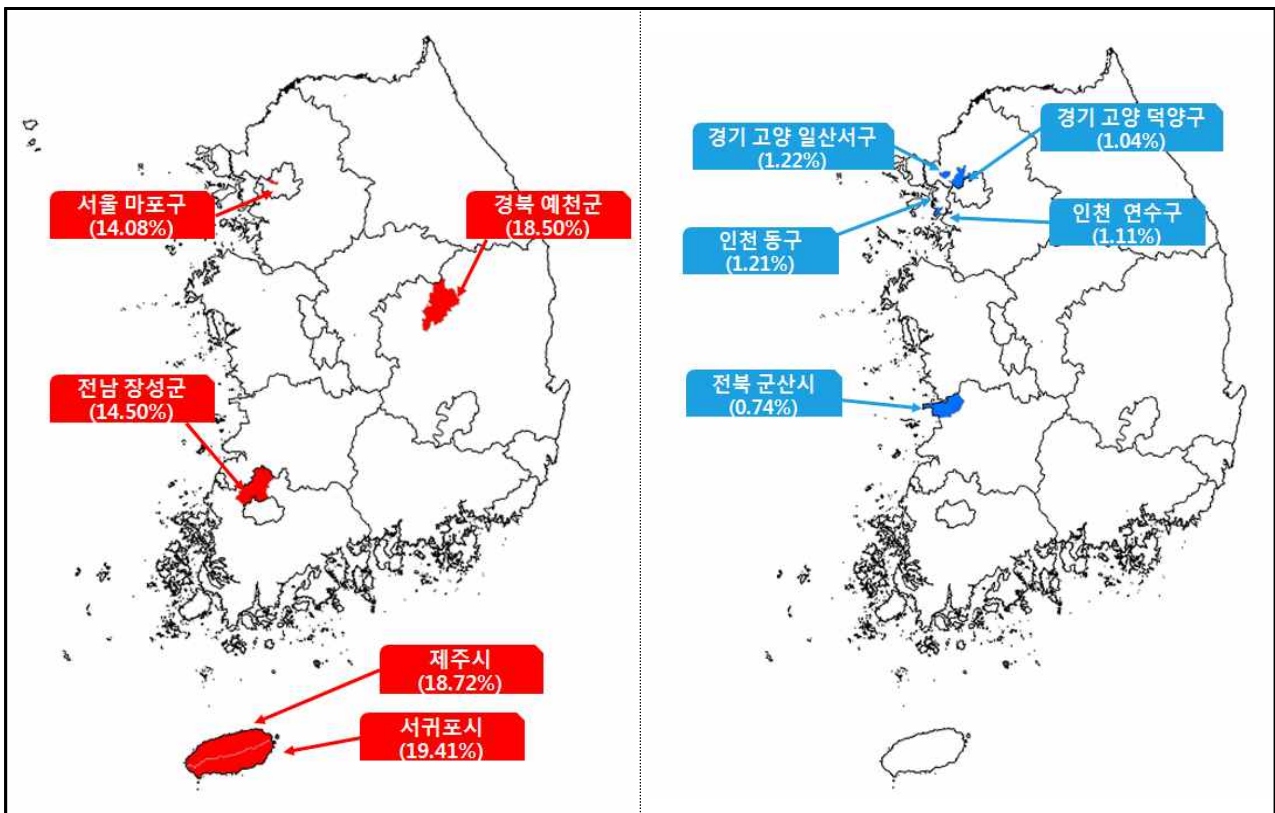 서울 마포구
(14.08%)
경북 예천군
(18.50%)
전남 장성군
(14.50%)
제주시
(18.72%)
서귀포시
(19.41%)
경기 고양 일산서구
(1.22%)
경기 고양 덕양구
(1.04%)
인천 동구
(1.21%)
인천 연수구
(1.11%)
전북 군산시
(0.74%)